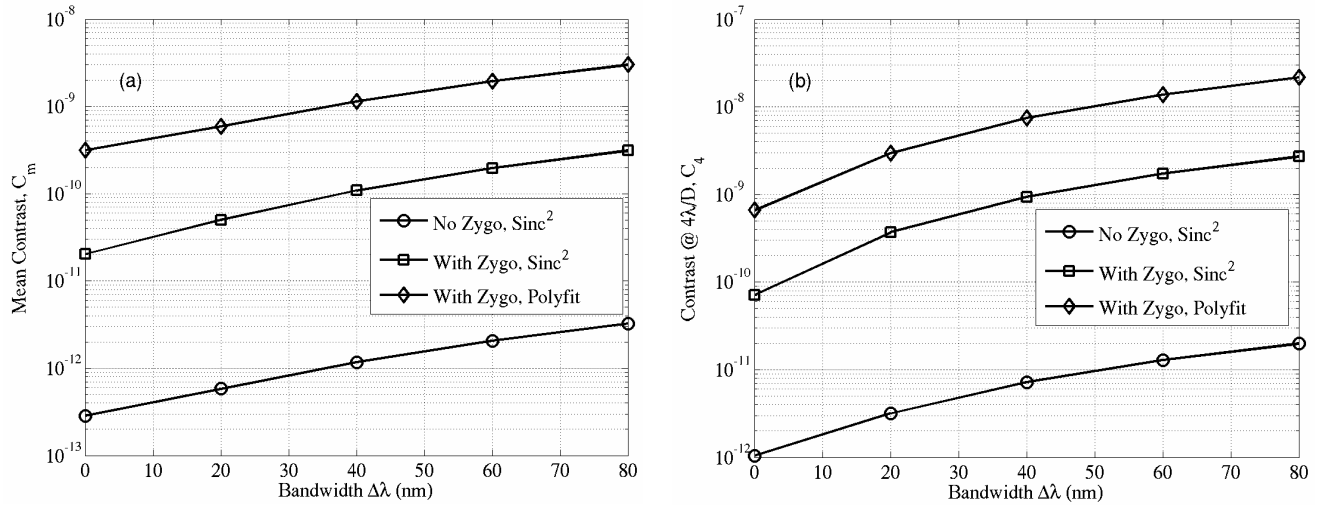 (a)
Mean Contrast, C_m
10^-8
10^-9
10^-10
10^-11
10^-12
10^-13
0 10 20 30 40 50 60 70 80
Bandwidth Δλ (nm)
No Zygo, Sinc^2
With Zygo, Sinc^2
With Zygo, Polyfit
(b)
Contrast @ 4λ/D, C_4
10^-7
10^-8
10^-9
10^-10
10^-11
10^-12
0 10 20 30 40 50 60 70 80
Bandwidth Δλ (nm)
No Zygo, Sinc^2
With Zygo, Sinc^2
With Zygo, Polyfit